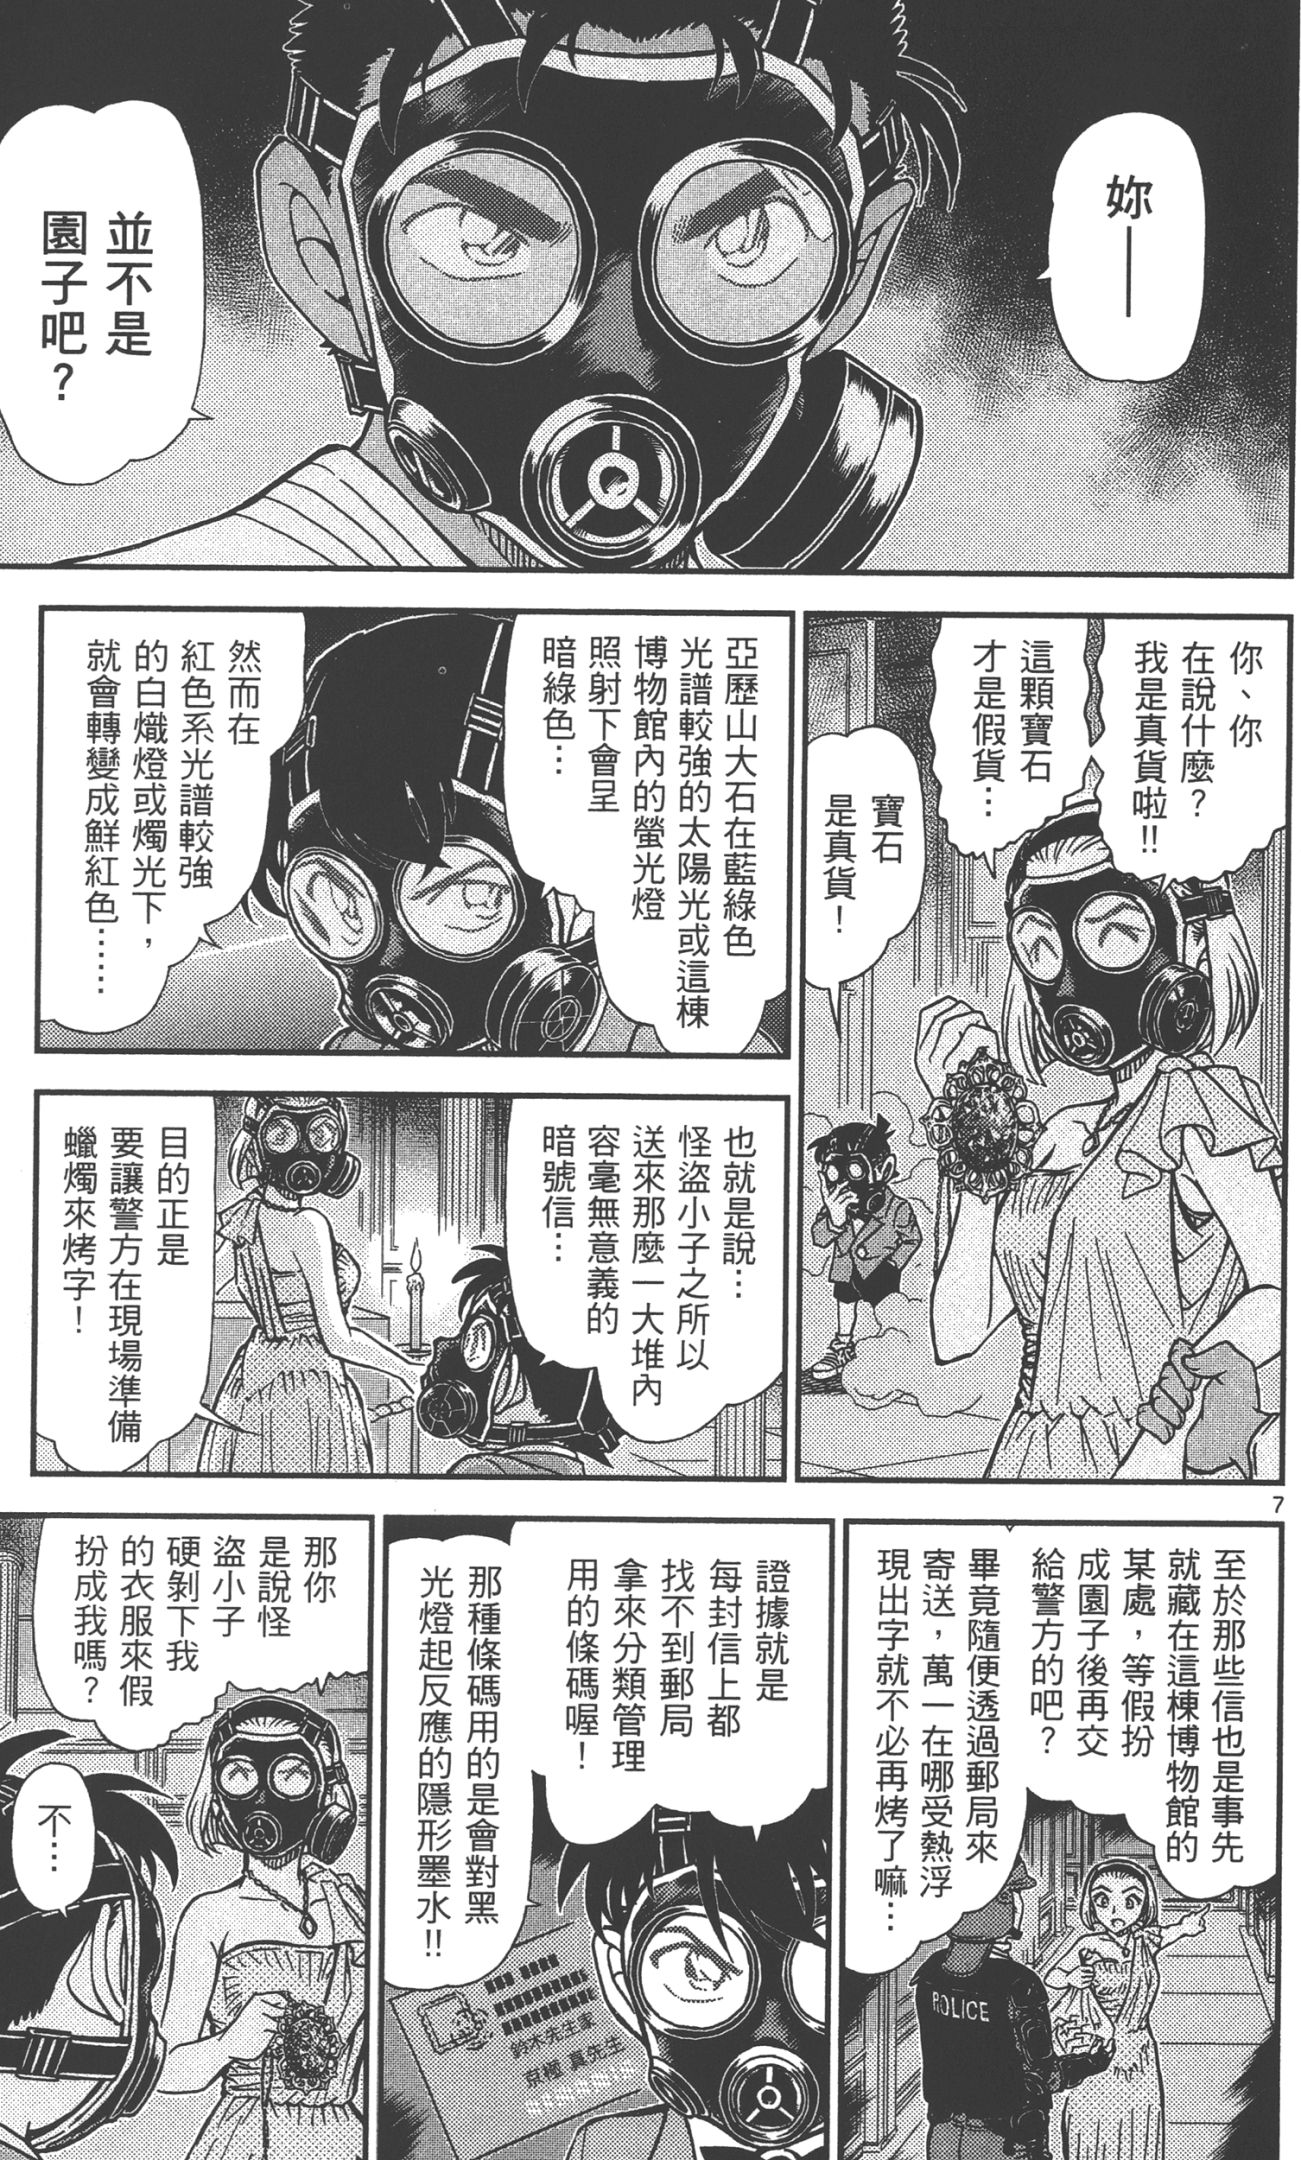 妳——
並不是
園子吧？
你、你
在說什麼？
我是真貨啦!!
這顆寶石
才是假貨…
寶石
是真貨！
亞歷山大石在藍綠色
光譜較強的太陽光或這棟
博物館內的螢光燈
照射下會呈
暗綠色…
然而在
紅色系光譜較強
的白熾燈或燭光下，
就會轉變成鮮紅色……
也就是說…
怪盜小子之所以
送來那麼一大堆內
容毫無意義的
暗號信…
目的正是
要讓警方在現場準備
蠟燭來烤字！
7
至於那些信也是事先
就藏在這棟博物館的
某處，等假扮
成園子後再交
給警方的吧？
畢竟隨便透過郵局來
寄送，萬一在哪受熱浮
現出字就不必再烤了嘛…
POLICE
證據就是
每封信上都
找不到郵局
拿來分類管理
用的條碼喔！
那種條碼用的是會對黑
光燈起反應的隱形墨水!!
鈴木先生家
京極 真先生
那你
是說怪
盜小子
硬剝下我
的衣服來假
扮成我嗎？
不…